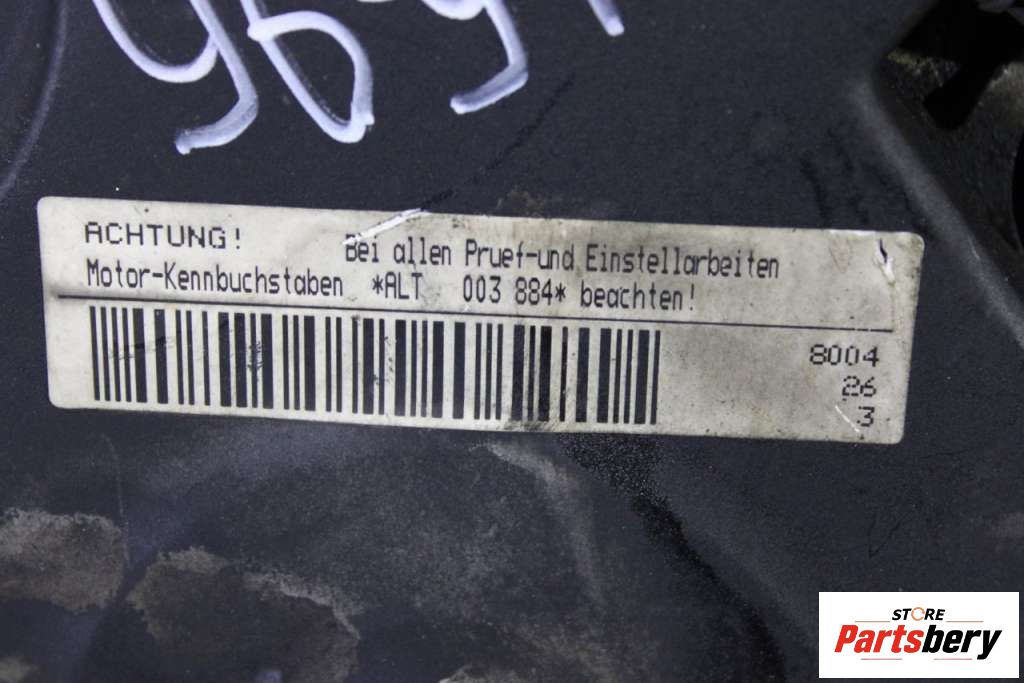 ACHTUNG!
Bei allen Pruef-und Einstellarbeiten
Motor-Kennbuchstaben *ALT 003 884* beachten!
8004
26
3
STORE
Partsbery